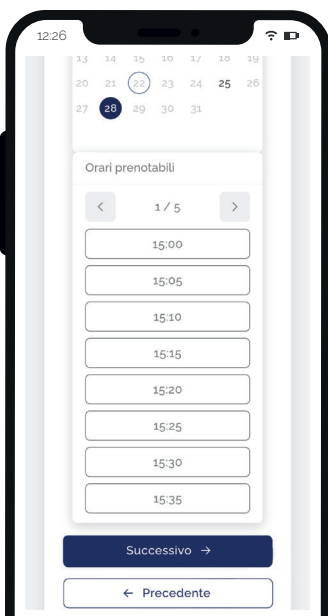 12:26
13 14 15 16 17 18 19
20 21 22 23 24 25 26
27 28 29 30 31
Orari prenotabili
< 1 / 5 >
15:00
15:05
15:10
15:15
15:20
15:25
15:30
15:35
Successivo →
← Precedente